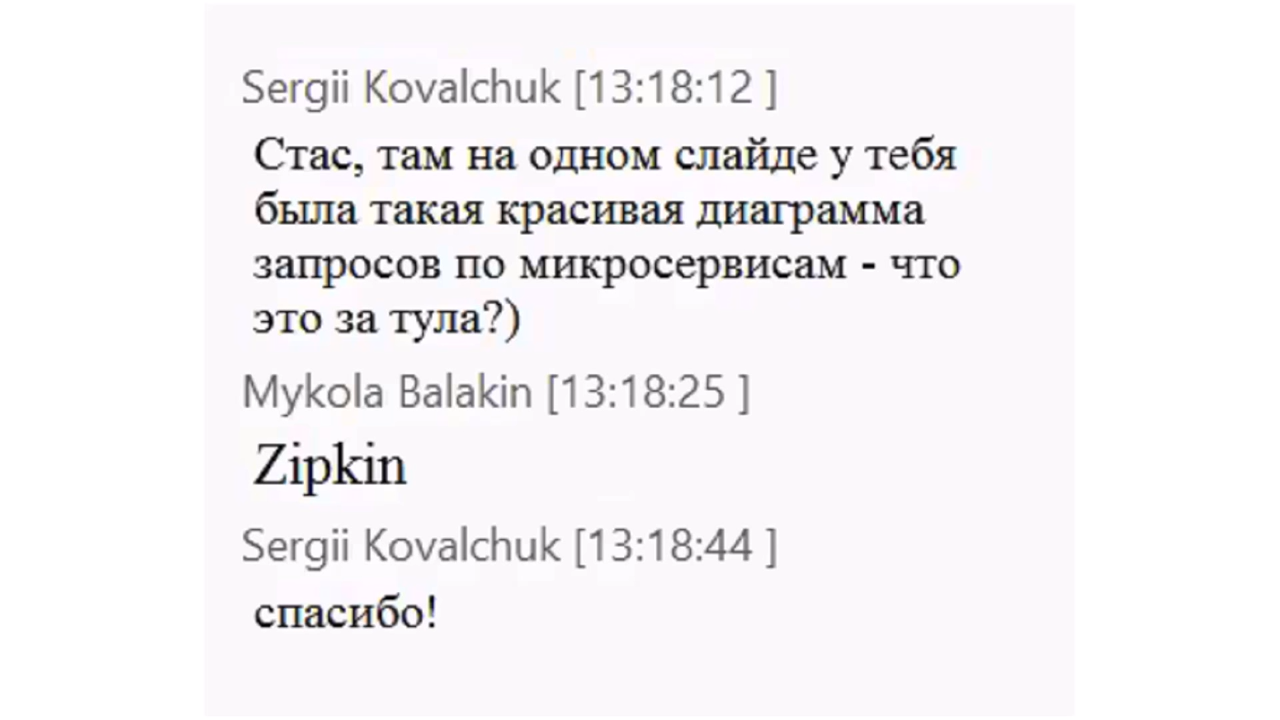 Sergii Kovalchuk [13:18:12 ]
Стас, там на одном слайде у тебя
была такая красивая диаграмма
запросов по микросервисам - что
это за тула?)
Mykola Balakin [13:18:25 ]
Zipkin
Sergii Kovalchuk [13:18:44 ]
спасибо!